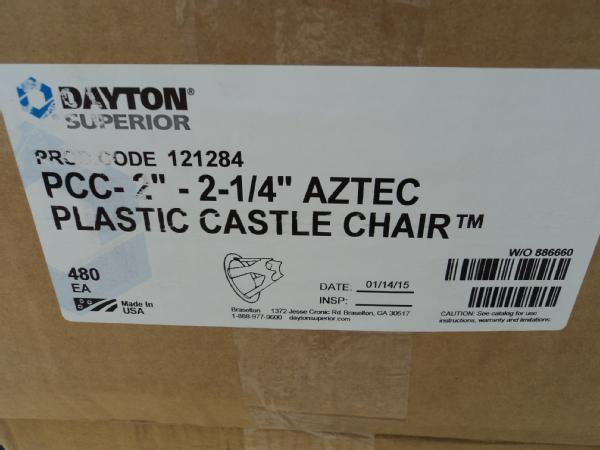 DAYTON®
SUPERIOR
PROD CODE 121284
PCC- 2" - 2-1/4" AZTEC
PLASTIC CASTLE CHAIR™
480
EA
Made In
USA
DATE: 01/14/15
INSP:
Braselton 1372 Jesse Cronic Rd Braselton, GA 30517
1-888-977-9600 daytonsuperior.com
W/O 886660
CAUTION: See catalog for use
instructions, warranty and limitations.